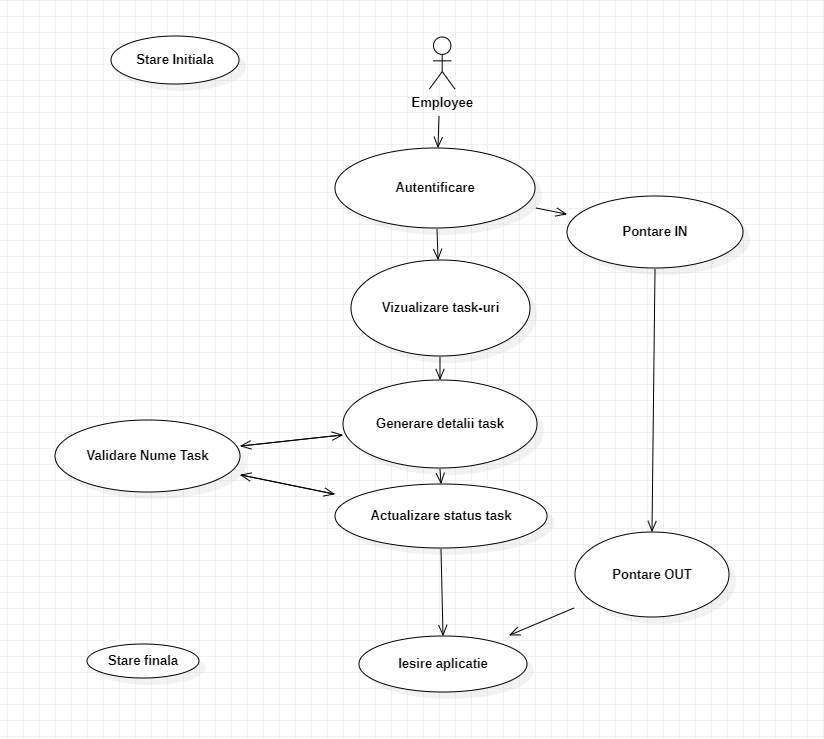 Stare Initiala
Employee
Autentificare
Pontare IN
Vizualizare task-uri
Generare detalii task
Validare Nume Task
Actualizare status task
Pontare OUT
Stare finala
Iesire aplicatie